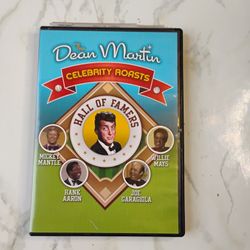 The
Dean Martin
CELEBRITY ROASTS
HALL OF FAMERS
MICKEY
MANTLE
WILLIE
MAYS
HANK
AARON
JOE
GARAGIOLA